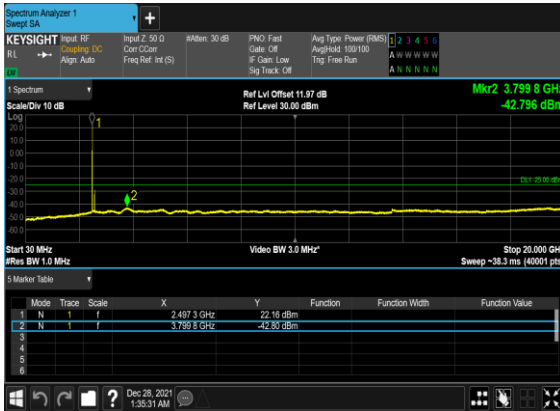 Spectrum Analyzer 1
Swept SA
KEYSIGHT Input: RF Input Z: 50 Ω #Atten: 30 dB PNO: Fast Avg Type: Power (RMS) 1 2 3 4 5 6
RL Coupling: DC Corr CCorr Gate: Off Avg|Hold: 100/100 A W W W W W
Align: Auto Freq Ref: Int (S) IF Gain: Low Trig: Free Run
Sig Track: Off A N N N N N
1 Spectrum Ref Lvl Offset 11.97 dB Mkr2 3.799 8 GHz
Scale/Div 10 dB Ref Level 30.00 dBm -42.796 dBm
Log
1
20.0
10.0
0.00
-10.0
-20.0
DL1 -25.00 dBm
-30.0
2
-40.0
-50.0
-60.0
Start 30 MHz Video BW 3.0 MHz* Stop 20.000 GHz
#Res BW 1.0 MHz Sweep ~38.3 ms (40001 pts)
5 Marker Table
Mode Trace Scale X Y Function Function Width Function Value
1 N 1 f 2.497 3 GHz 22.16 dBm
2 N 1 f 3.799 8 GHz -42.80 dBm
3
4
5
6
? Dec 28, 2021
1:35:31 AM